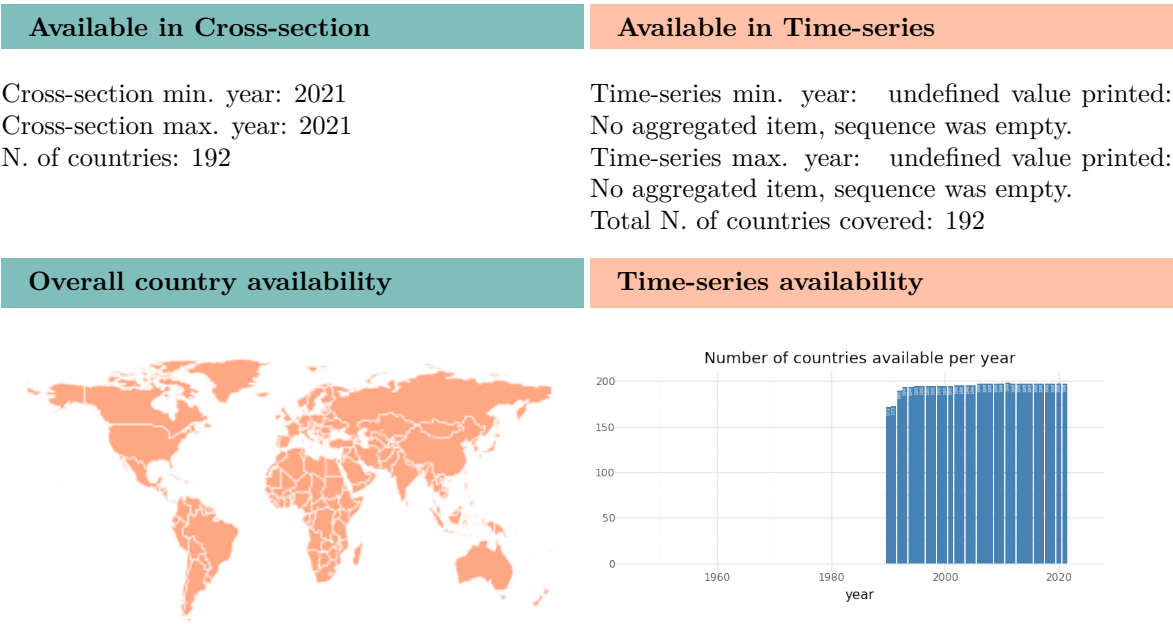 Available in Cross-section
Available in Time-series
Cross-section min. year: 2021
Cross-section max. year: 2021
N. of countries: 192
Time-series min. year: undefined value printed:
No aggregated item, sequence was empty.
Time-series max. year: undefined value printed:
No aggregated item, sequence was empty.
Total N. of countries covered: 192
Overall country availability
Time-series availability
Number of countries available per year
200
150
100
50
0
1960 1980 2000 2020
year